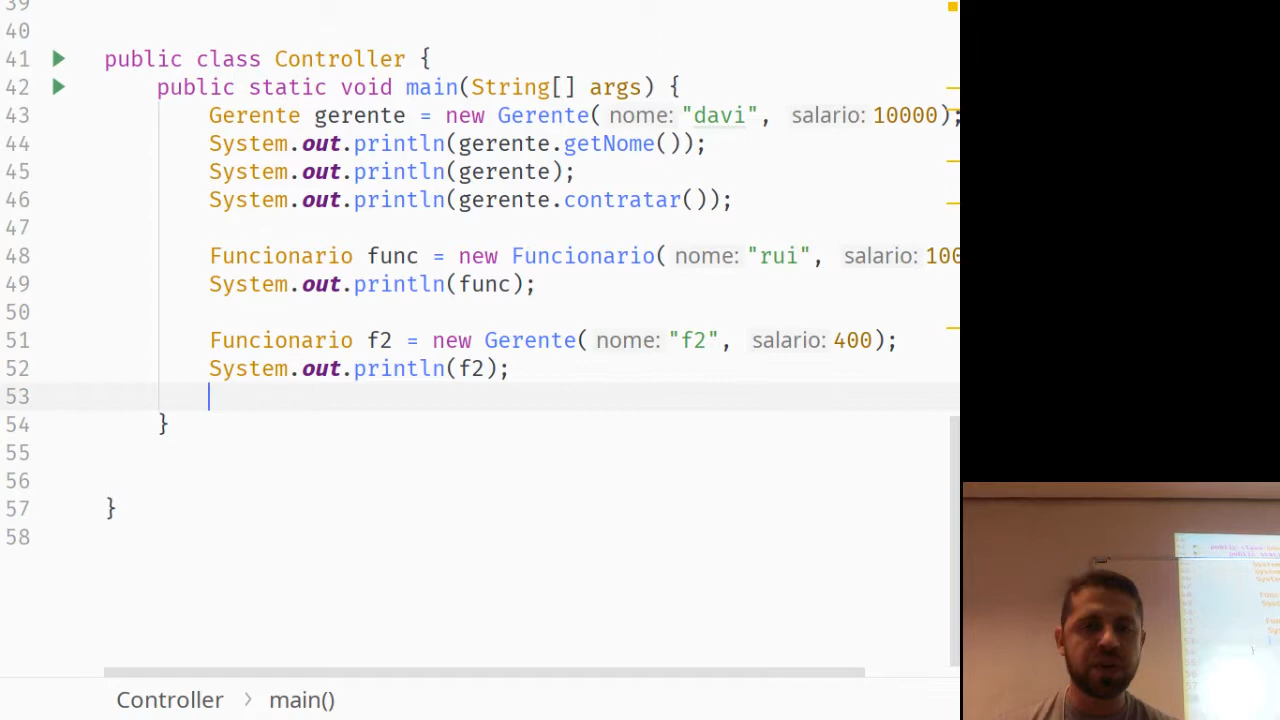 39
40
41 public class Controller {
42 public static void main(String[] args) {
43 Gerente gerente = new Gerente( nome: "davi", salario: 10000);
44 System.out.println(gerente.getNome());
45 System.out.println(gerente);
46 System.out.println(gerente.contratar());
47
48 Funcionario func = new Funcionario( nome: "rui", salario: 100
49 System.out.println(func);
50
51 Funcionario f2 = new Gerente( nome: "f2", salario: 400);
52 System.out.println(f2);
53
54 }
55
56
57 }
58
Controller > main()